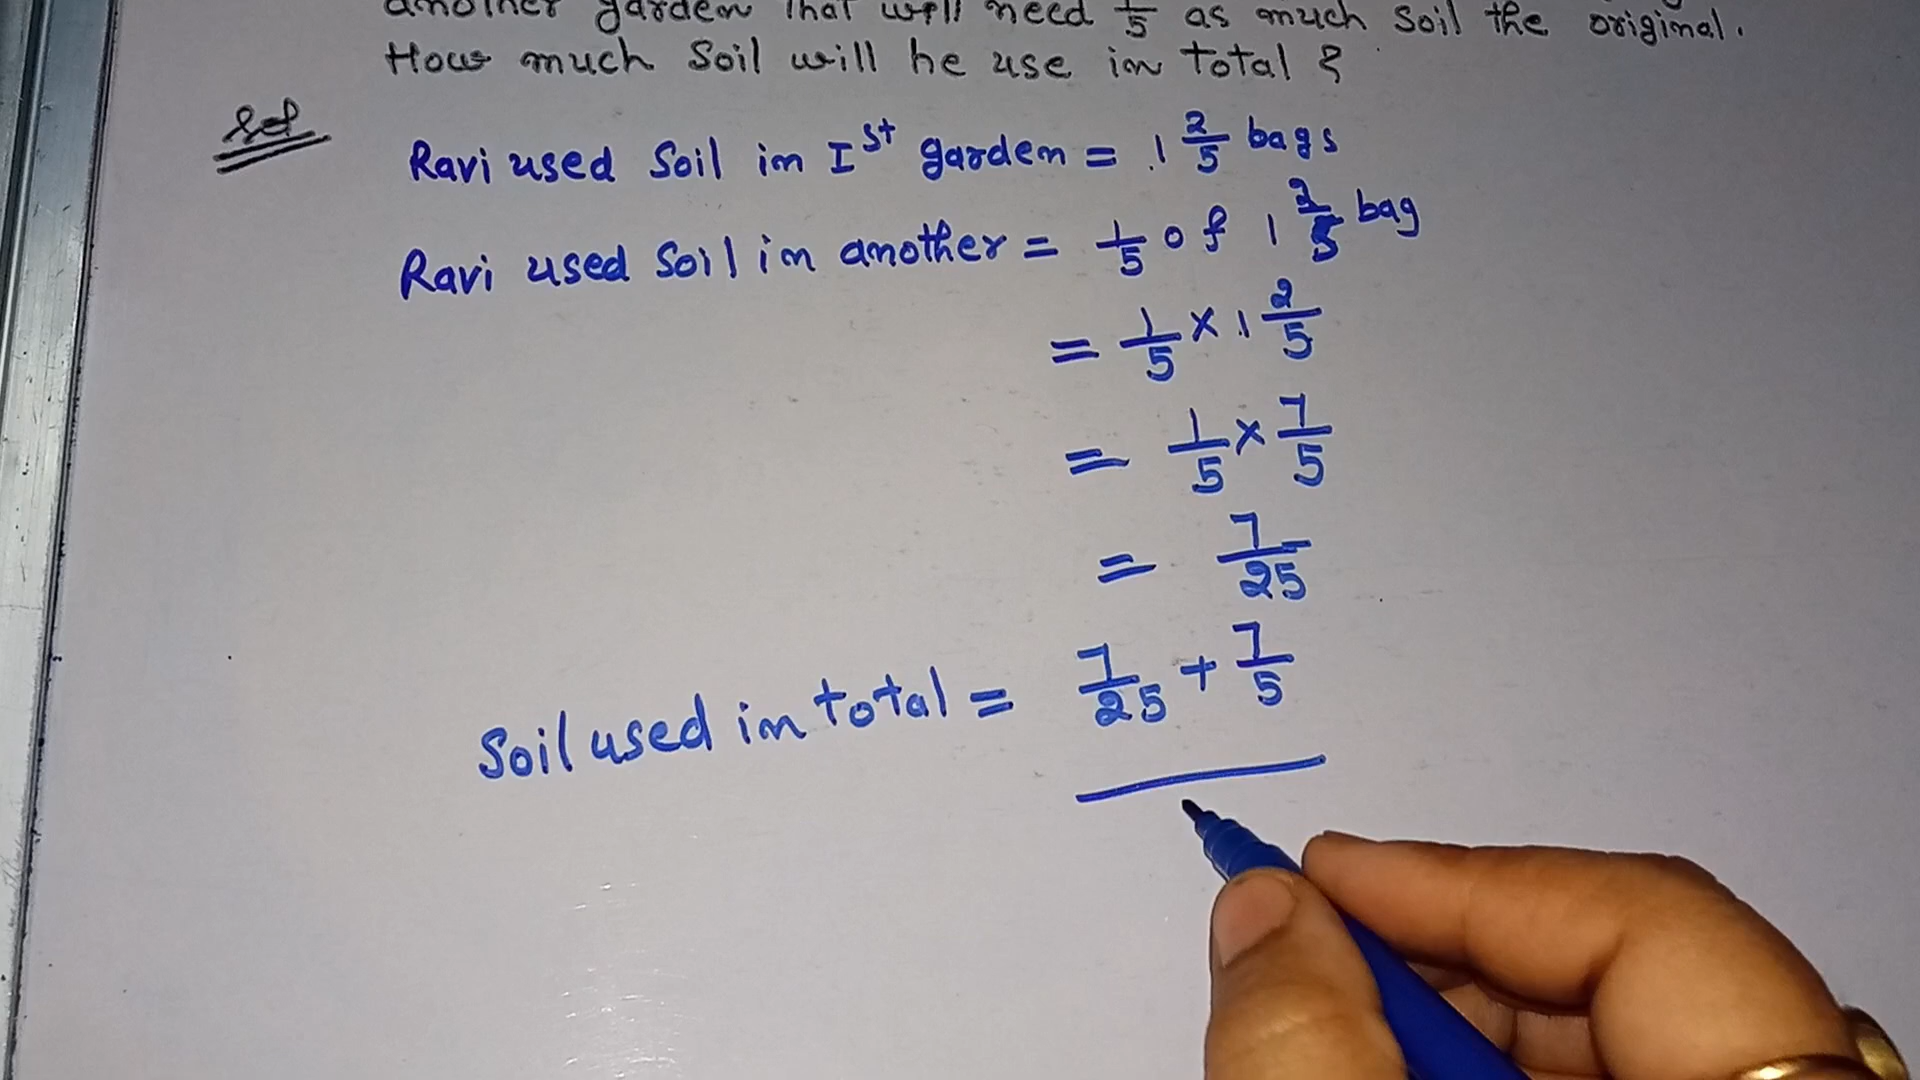 another garden that will need 1/5 as much Soil the original.
How much Soil will he use in total ?
Sol
Ravi used Soil in Ist garden = 1 2/5 bags
Ravi used Soil in another = 1/5 of 1 2/5 bag
= 1/5 × 1 2/5
= 1/5 × 7/5
= 7/25
Soil used in total = 7/25 + 7/5